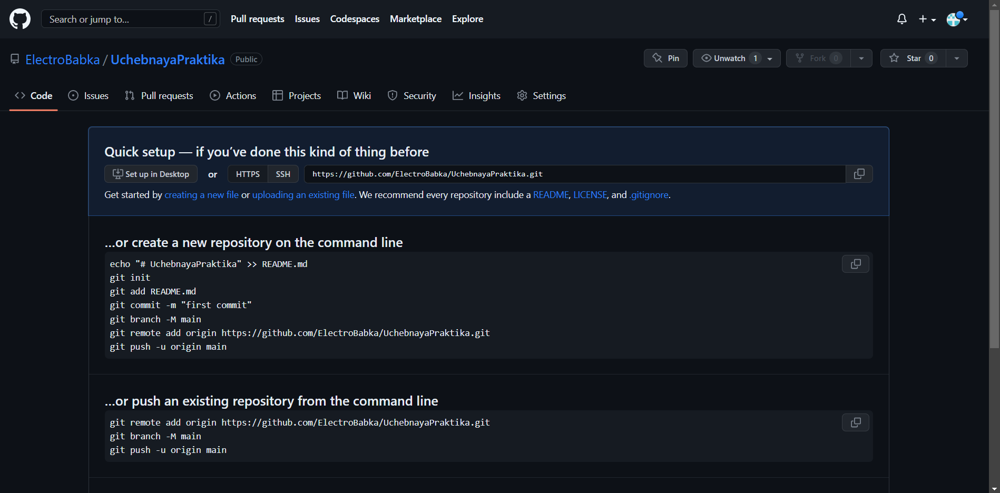 Search or jump to... / Pull requests Issues Codespaces Marketplace Explore
ElectroBabka / UchebnayaPraktika Public Pin Unwatch 1 Fork 0 Star 0
Code Issues Pull requests Actions Projects Wiki Security Insights Settings
Quick setup — if you’ve done this kind of thing before
Set up in Desktop or HTTPS SSH https://github.com/ElectroBabka/UchebnayaPraktika.git
Get started by creating a new file or uploading an existing file. We recommend every repository include a README, LICENSE, and .gitignore.
…or create a new repository on the command line
echo "# UchebnayaPraktika" >> README.md
git init
git add README.md
git commit -m "first commit"
git branch -M main
git remote add origin https://github.com/ElectroBabka/UchebnayaPraktika.git
git push -u origin main
…or push an existing repository from the command line
git remote add origin https://github.com/ElectroBabka/UchebnayaPraktika.git
git branch -M main
git push -u origin main